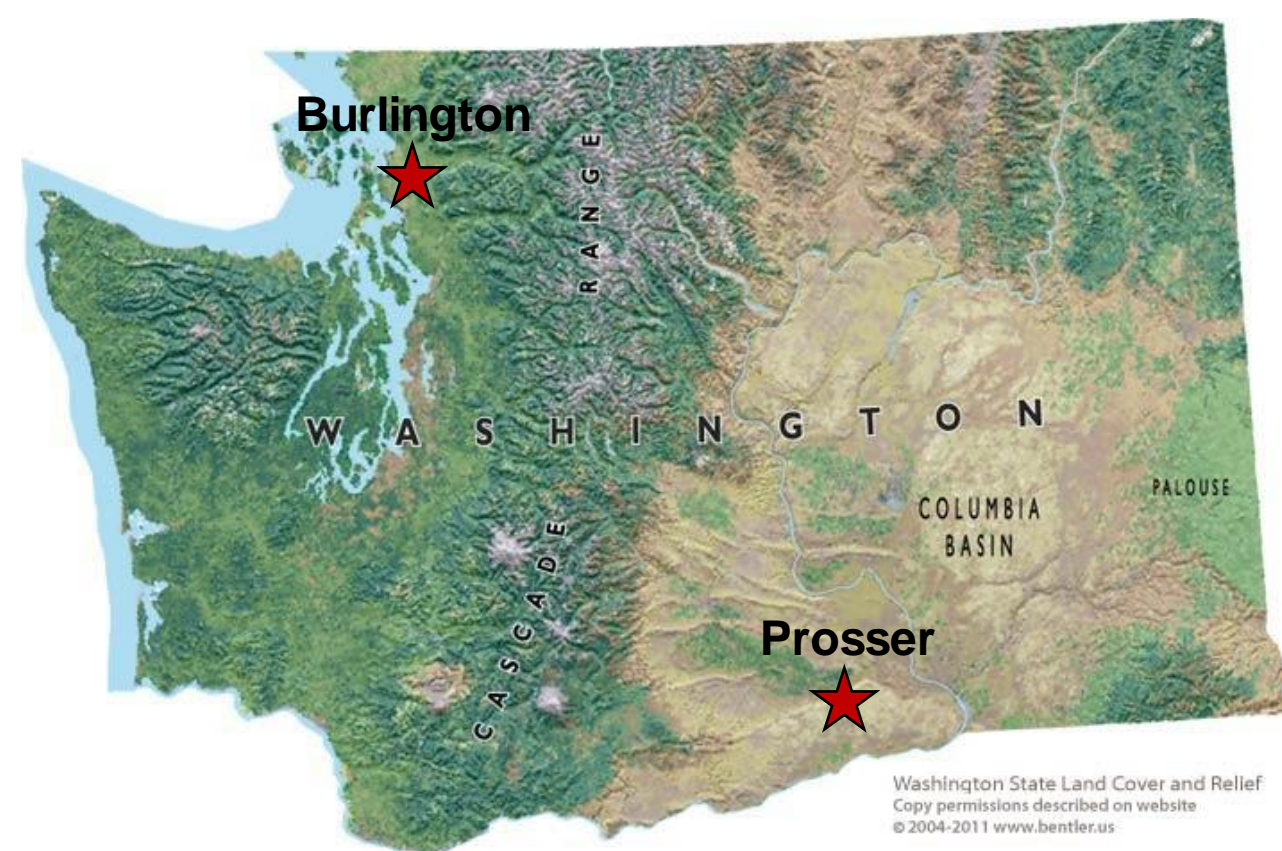 Burlington
RANGE
WASHINGTON
COLUMBIA
BASIN
PALOUSE
CASCADE
Prosser
Washington State Land Cover and Relief
Copy permissions described on website
© 2004-2011 www.bentler.us